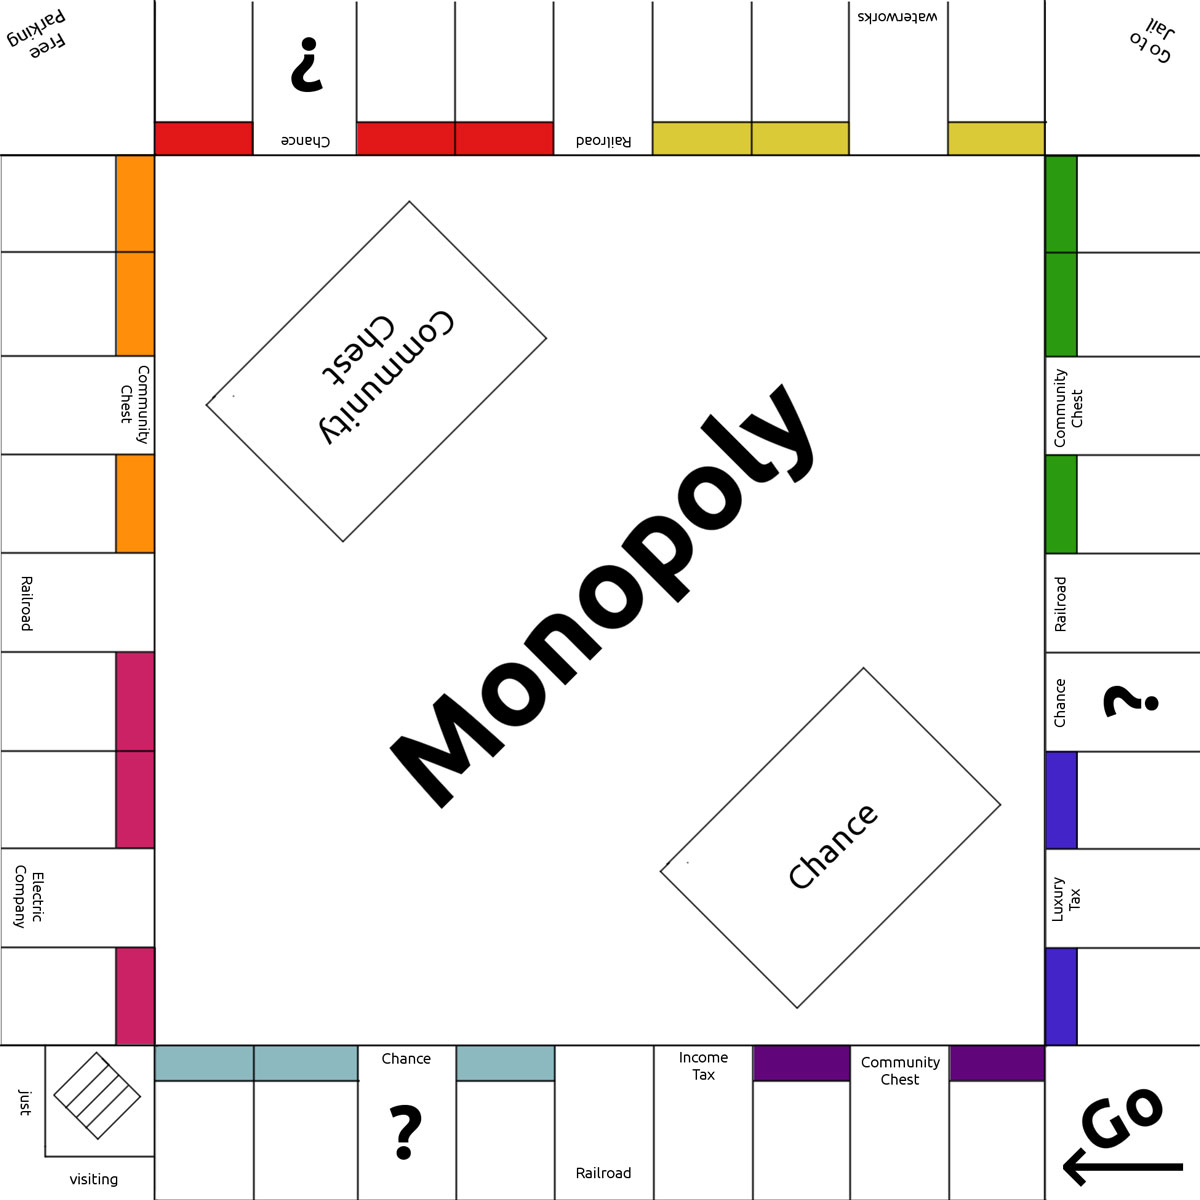 Free
Parking
?
Chance
Railroad
waterworks
Go to
Jail
Community
Chest
Community
Chest
Community
Chest
Monopoly
Railroad
Railroad
Chance
?
Chance
Electric
Company
Luxury
Tax
just
visiting
Chance
?
Railroad
Income
Tax
Community
Chest
Go